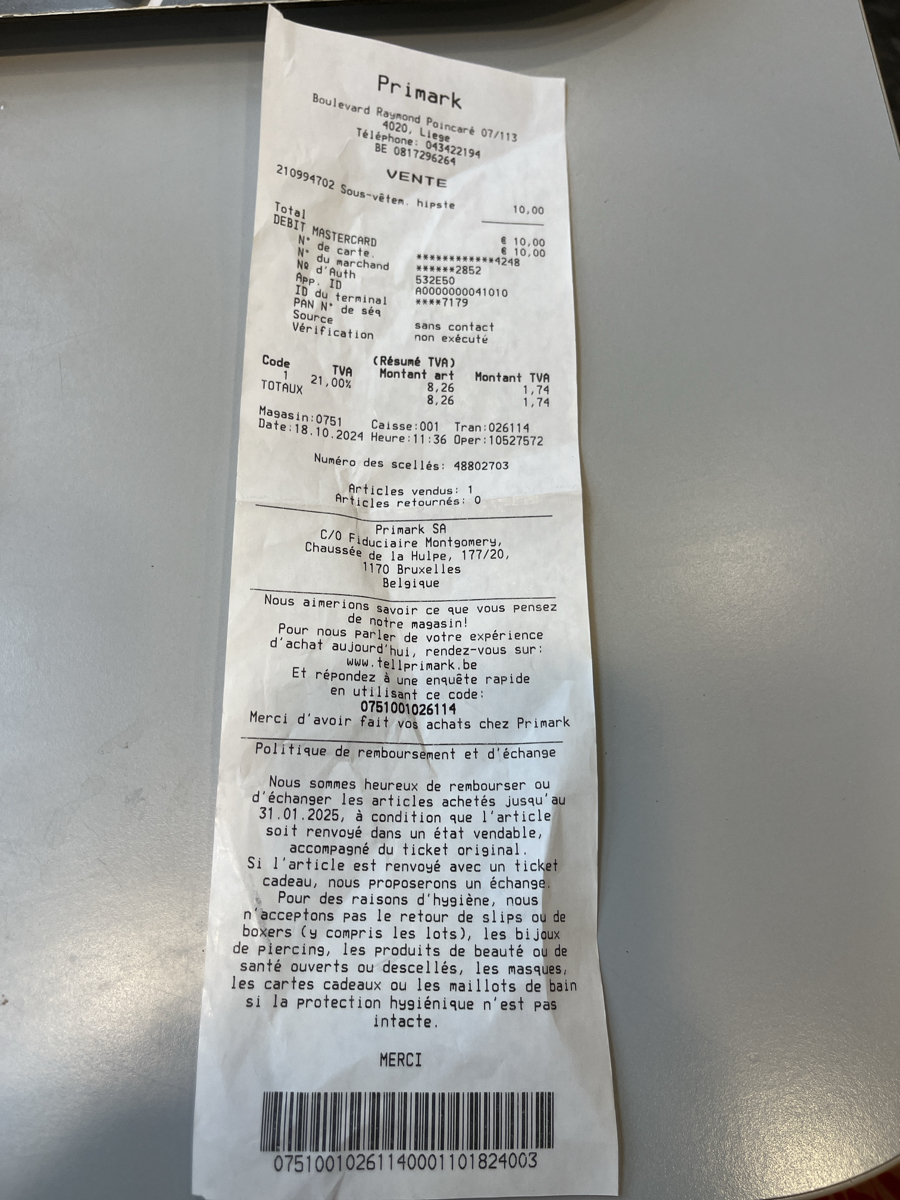 Primark
Boulevard Raymond Poincaré 07/113
4020, Liege
Téléphone: 043422194
BE 0817296264
VENTE
210994702 Sous-vêtem. hipste 10,00
Total € 10,00
DEBIT MASTERCARD € 10,00
N° de carte. ************4248
N° du marchand ******2852
Nº d'Auth 532E50
App. ID A0000000041010
ID du terminal ****7179
PAN N° de séq
Source sans contact
Vérification non exécuté
(Résumé TVA)
Code TVA Montant art Montant TVA
1 21,00% 8,26 1,74
TOTAUX 8,26 1,74
Magasin:0751 Caisse:001 Tran:026114
Date:18.10.2024 Heure:11:36 Oper:10527572
Numéro des scellés: 48802703
Articles vendus: 1
Articles retournés: 0
Primark SA
C/O Fiduciaire Montgomery,
Chaussée de la Hulpe, 177/20,
1170 Bruxelles
Belgique
Nous aimerions savoir ce que vous pensez
de notre magasin!
Pour nous parler de votre expérience
d'achat aujourd'hui, rendez-vous sur:
www.tellprimark.be
Et répondez à une enquête rapide
en utilisant ce code:
0751001026114
Merci d'avoir fait vos achats chez Primark
Politique de remboursement et d'échange
Nous sommes heureux de rembourser ou
d'échanger les articles achetés jusqu'au
31.01.2025, à condition que l'article
soit renvoyé dans un état vendable,
accompagné du ticket original.
Si l'article est renvoyé avec un ticket
cadeau, nous proposerons un échange.
Pour des raisons d'hygiène, nous
n'acceptons pas le retour de slips ou de
boxers (y compris les lots), les bijoux
de piercing, les produits de beauté ou de
santé ouverts ou descellés, les masques,
les cartes cadeaux ou les maillots de bain
si la protection hygiénique n'est pas
intacte.
MERCI
07510010261140001101824003